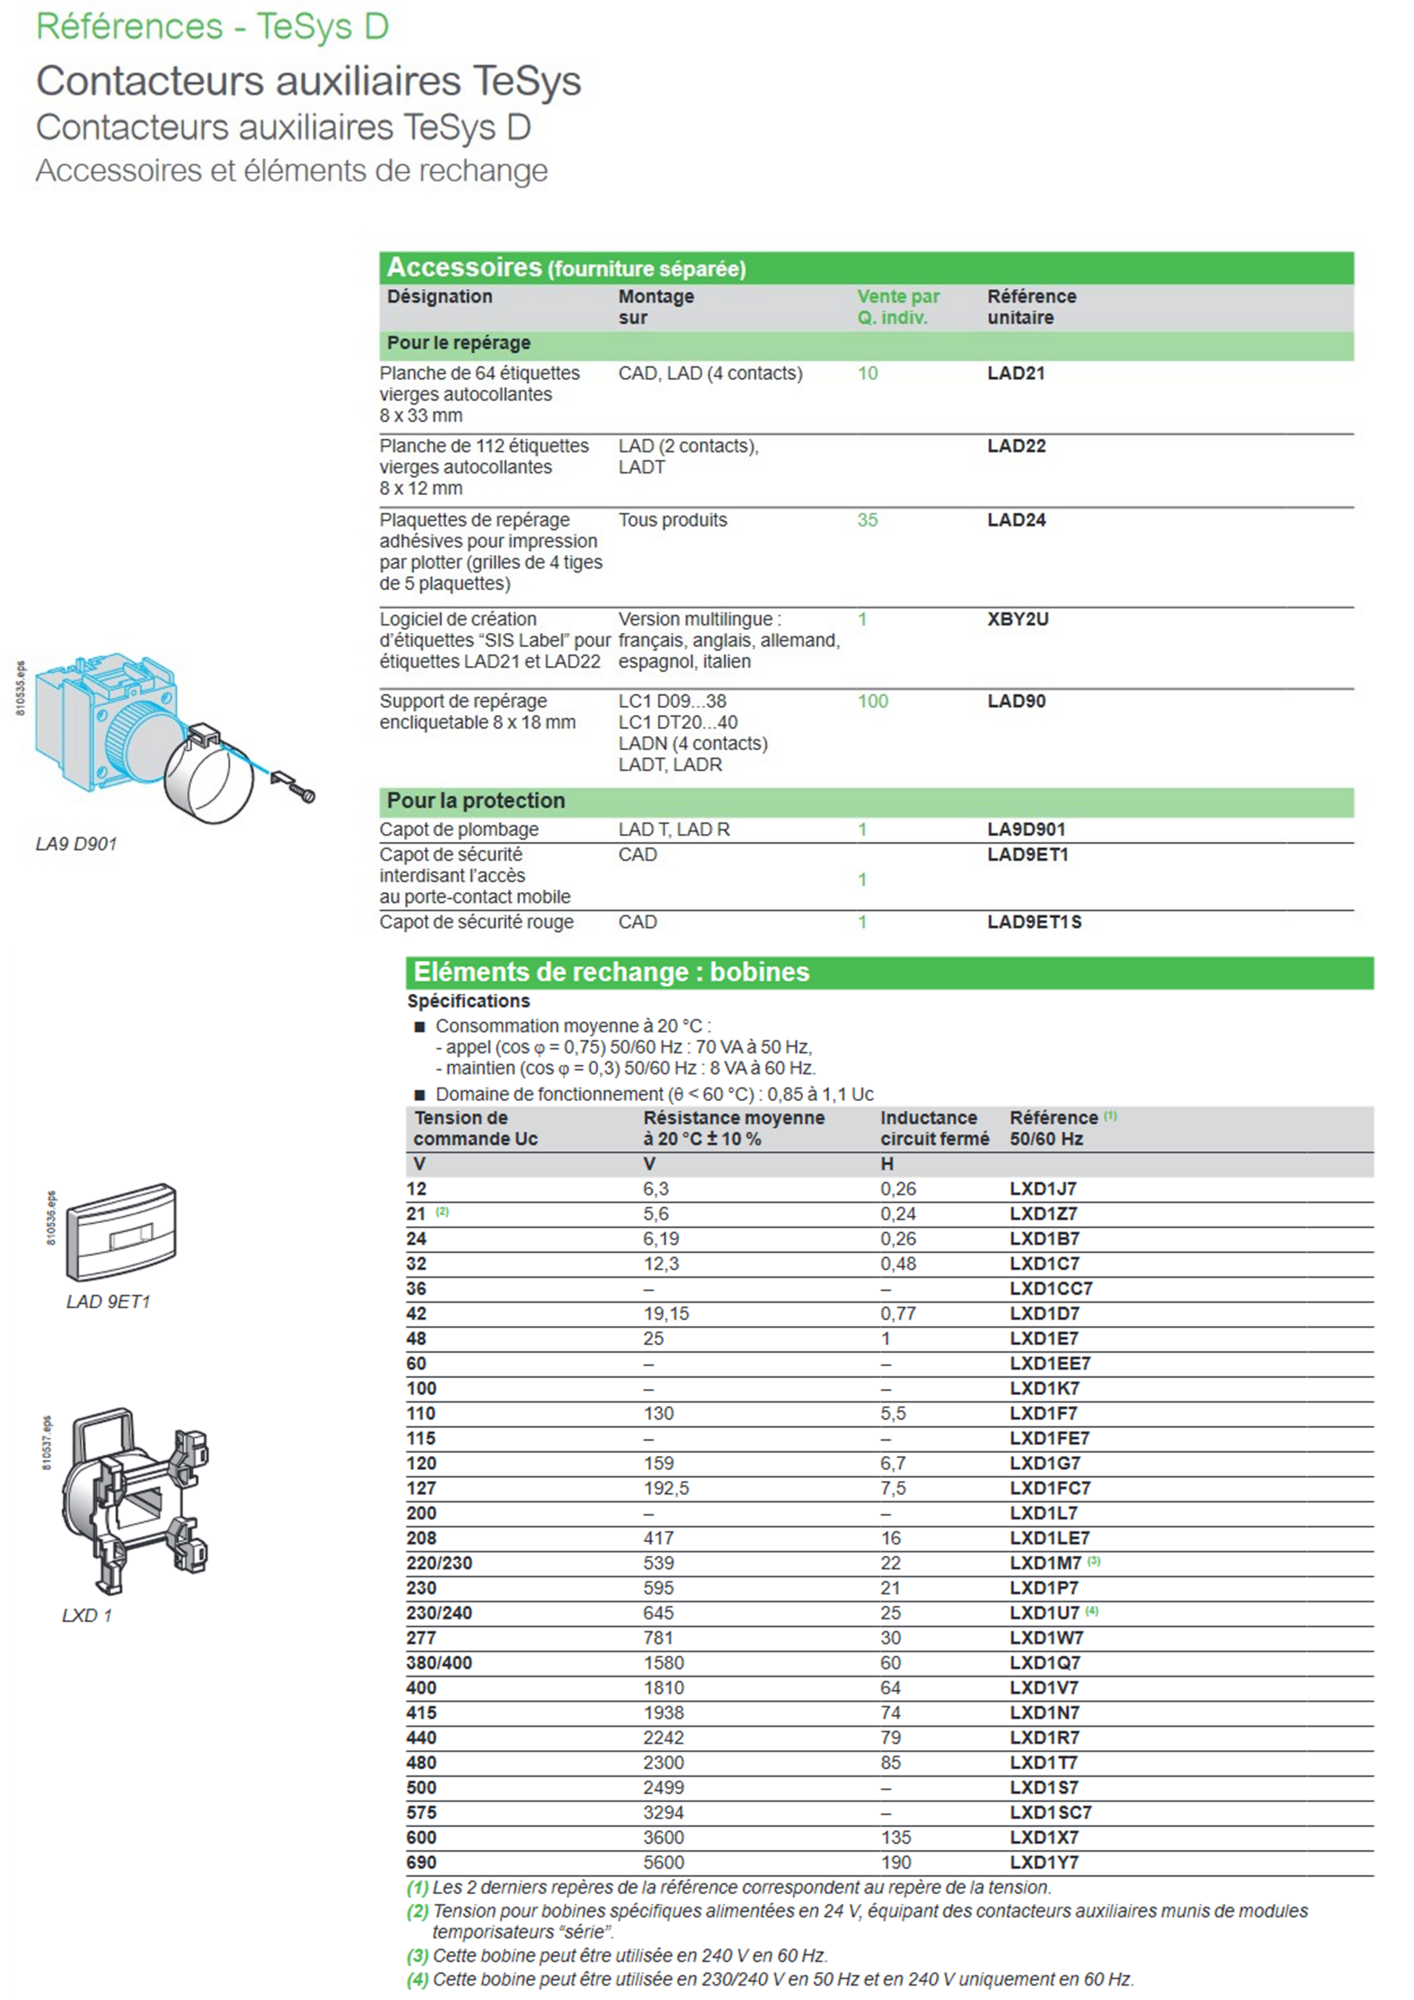 Références - TeSys D
Contacteurs auxiliaires TeSys
Contacteurs auxiliaires TeSys D
Accessoires et éléments de rechange
Accessoires (fourniture séparée)
Désignation Montage sur Vente par Q. indiv. Référence unitaire
Pour le repérage
Planche de 64 étiquettes CAD, LAD (4 contacts) 10 LAD21
vierges autocollantes
8 x 33 mm
Planche de 112 étiquettes LAD (2 contacts), LAD22
vierges autocollantes LADT
8 x 12 mm
Plaquettes de repérage Tous produits 35 LAD24
adhésives pour impression
par plotter (grilles de 4 tiges
de 5 plaquettes)
Logiciel de création Version multilingue : 1 XBY2U
d'étiquettes “SIS Label” pour français, anglais, allemand,
étiquettes LAD21 et LAD22 espagnol, italien
Support de repérage LC1 D09...38 100 LAD90
encliquetable 8 x 18 mm LC1 DT20...40
LADN (4 contacts)
LADT, LADR
810535.eps
LA9 D901
Pour la protection
Capot de plombage LAD T, LAD R 1 LA9D901
Capot de sécurité CAD LAD9ET1
interdisant l'accès 1
au porte-contact mobile
Capot de sécurité rouge CAD 1 LAD9ET1S
Eléments de rechange : bobines
Spécifications
■ Consommation moyenne à 20 °C :
- appel (cos φ = 0,75) 50/60 Hz : 70 VA à 50 Hz,
- maintien (cos φ = 0,3) 50/60 Hz : 8 VA à 60 Hz.
■ Domaine de fonctionnement (θ < 60 °C) : 0,85 à 1,1 Uc
Tension de Résistance moyenne Inductance Référence (1)
commande Uc à 20 °C ± 10 % circuit fermé 50/60 Hz
V V H
12 6,3 0,26 LXD1J7
21 (2) 5,6 0,24 LXD1Z7
24 6,19 0,26 LXD1B7
32 12,3 0,48 LXD1C7
36 – – LXD1CC7
42 19,15 0,77 LXD1D7
48 25 1 LXD1E7
60 – – LXD1EE7
100 – – LXD1K7
110 130 5,5 LXD1F7
115 – – LXD1FE7
120 159 6,7 LXD1G7
127 192,5 7,5 LXD1FC7
200 – – LXD1L7
208 417 16 LXD1LE7
220/230 539 22 LXD1M7 (3)
230 595 21 LXD1P7
230/240 645 25 LXD1U7 (4)
277 781 30 LXD1W7
380/400 1580 60 LXD1Q7
400 1810 64 LXD1V7
415 1938 74 LXD1N7
440 2242 79 LXD1R7
480 2300 85 LXD1T7
500 2499 – LXD1S7
575 3294 – LXD1SC7
600 3600 135 LXD1X7
690 5600 190 LXD1Y7
810536.eps
LAD 9ET1
810537.eps
LXD 1
(1) Les 2 derniers repères de la référence correspondent au repère de la tension.
(2) Tension pour bobines spécifiques alimentées en 24 V, équipant des contacteurs auxiliaires munis de modules
temporisateurs “série”.
(3) Cette bobine peut être utilisée en 240 V en 60 Hz.
(4) Cette bobine peut être utilisée en 230/240 V en 50 Hz et en 240 V uniquement en 60 Hz.